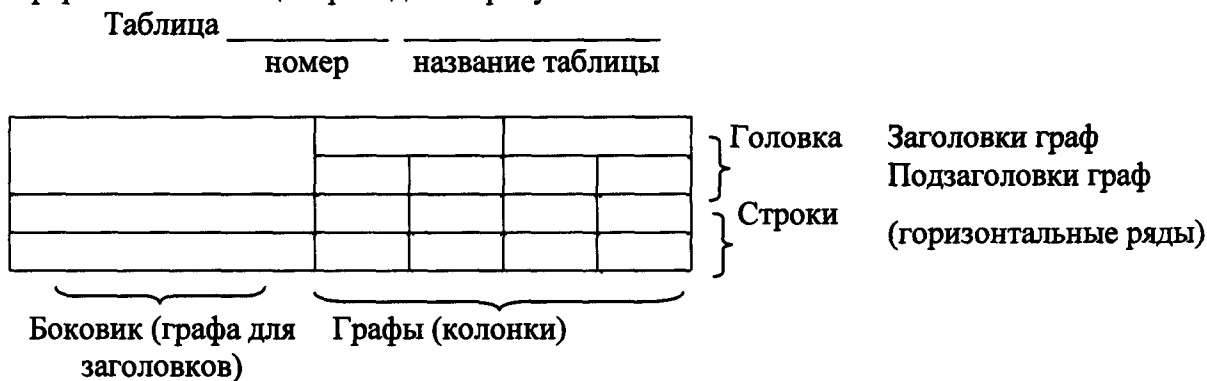 Таблица
номер название таблицы
Головка Заголовки граф
Подзаголовки граф
Строки
(горизонтальные ряды)
Боковик (графа для Графы (колонки)
заголовков)